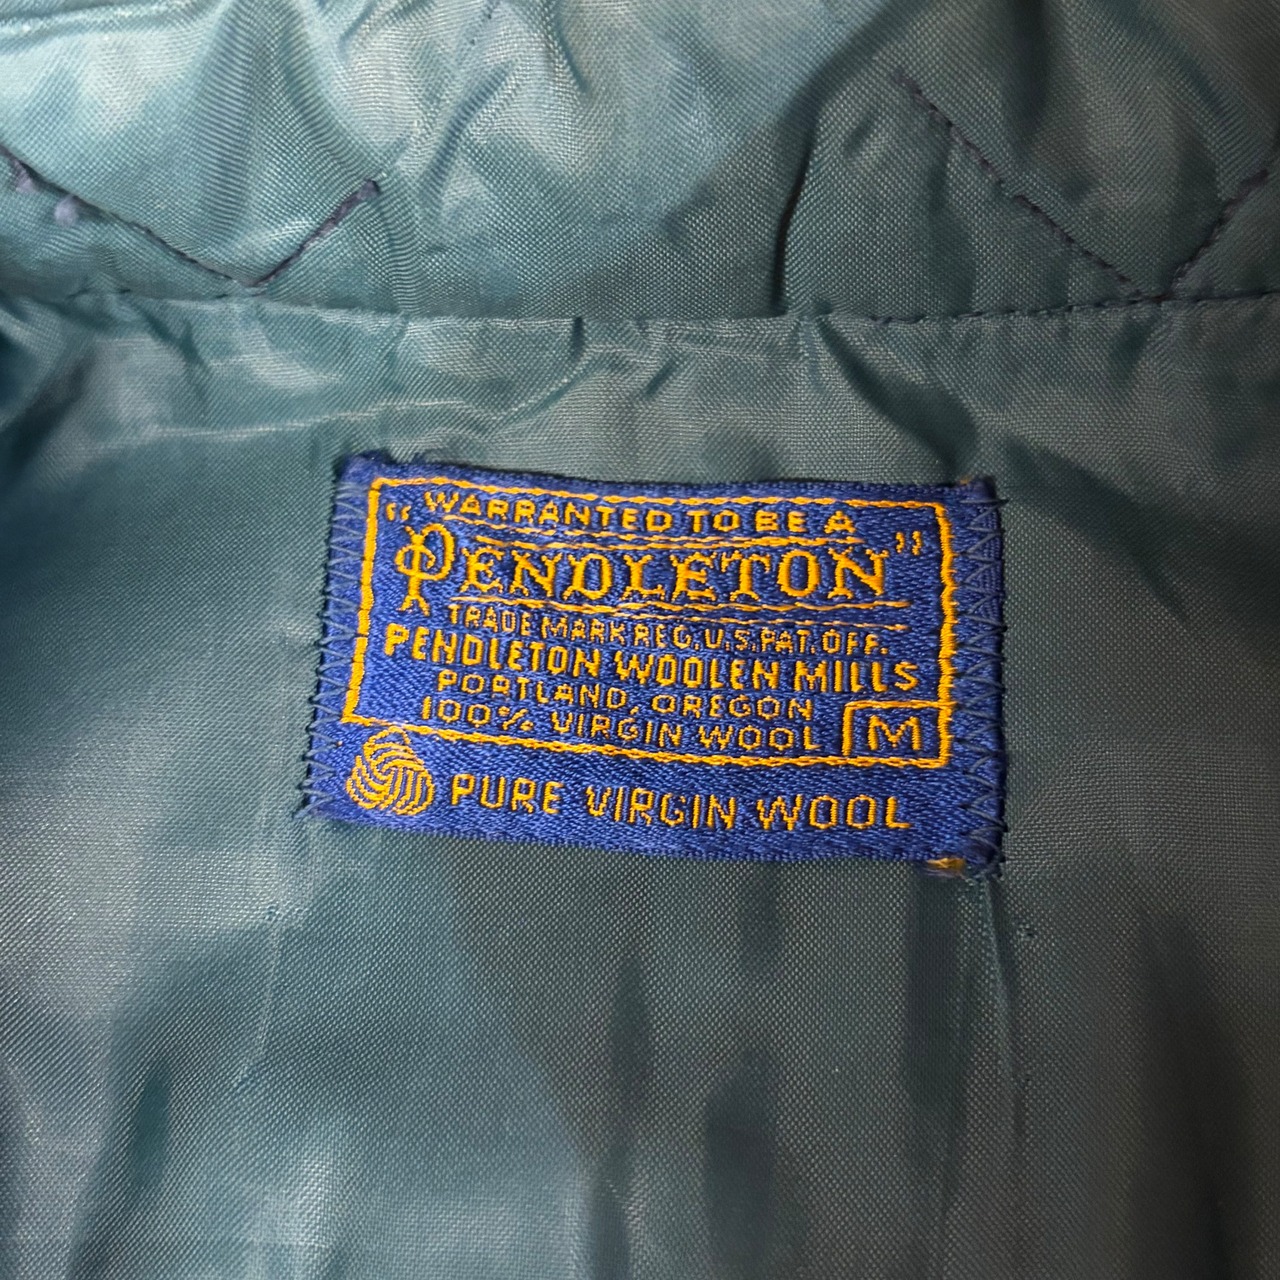 WARRANTED TO BE A
"PENDLETON"
TRADE MARK REG. U.S. PAT. OFF.
PENDLETON WOOLEN MILLS
PORTLAND, OREGON
100% VIRGIN WOOL M
PURE VIRGIN WOOL